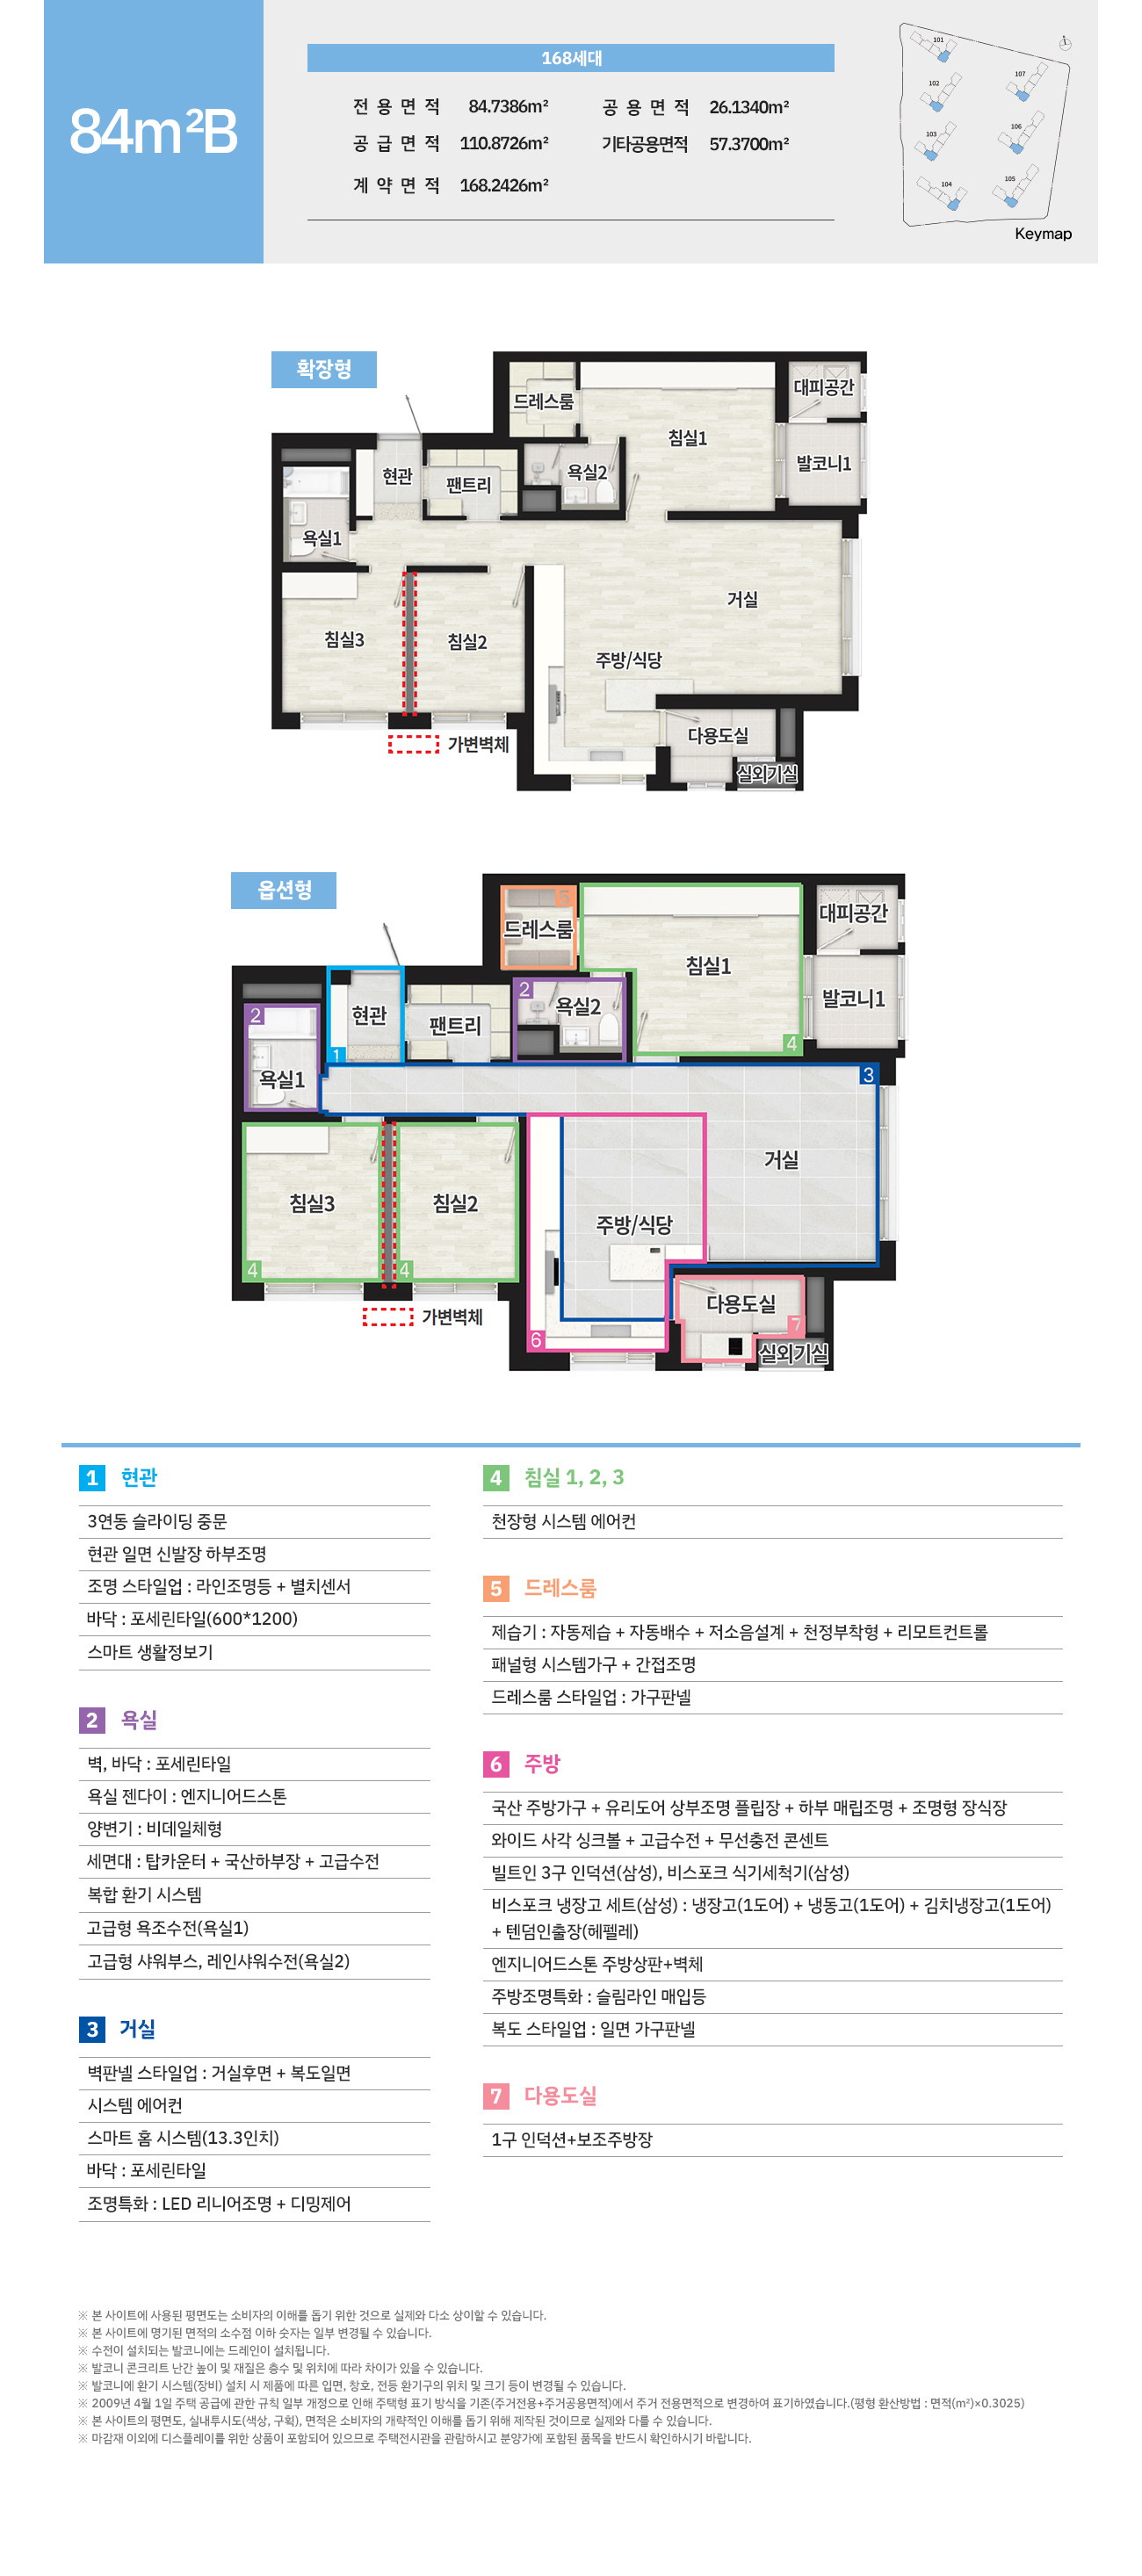 84m²B
168세대
전용면적 84.7386m² 공용면적 26.1340m²
공급면적 110.8726m² 기타공용면적 57.3700m²
계약면적 168.2426m²
101
102
103
104
107
106
105
Keymap
확장형
드레스룸
침실1
대피공간
현관
팬트리
욕실2
발코니1
욕실1
거실
침실3
침실2
주방/식당
다용도실
실외기실
가변벽체
옵션형
5
드레스룸
침실1
대피공간
2
욕실2
발코니1
2
현관
팬트리
1
4
욕실1
3
거실
침실3
침실2
주방/식당
4
4
다용도실
7
6
실외기실
가변벽체
1 현관
3연동 슬라이딩 중문
현관 일면 신발장 하부조명
조명 스타일업 : 라인조명등 + 별치센서
바닥 : 포세린타일(600*1200)
스마트 생활정보기
2 욕실
벽, 바닥 : 포세린타일
욕실 젠다이 : 엔지니어드스톤
양변기 : 비데일체형
세면대 : 탑카운터 + 국산하부장 + 고급수전
복합 환기 시스템
고급형 욕조수전(욕실1)
고급형 샤워부스, 레인샤워수전(욕실2)
3 거실
벽판넬 스타일업 : 거실후면 + 복도일면
시스템 에어컨
스마트 홈 시스템(13.3인치)
바닥 : 포세린타일
조명특화 : LED 리니어조명 + 디밍제어
4 침실 1, 2, 3
천장형 시스템 에어컨
5 드레스룸
제습기 : 자동제습 + 자동배수 + 저소음설계 + 천정부착형 + 리모트컨트롤
패널형 시스템가구 + 간접조명
드레스룸 스타일업 : 가구판넬
6 주방
국산 주방가구 + 유리도어 상부조명 플립장 + 하부 매립조명 + 조명형 장식장
와이드 사각 싱크볼 + 고급수전 + 무선충전 콘센트
빌트인 3구 인덕션(삼성), 비스포크 식기세척기(삼성)
비스포크 냉장고 세트(삼성) : 냉장고(1도어) + 냉동고(1도어) + 김치냉장고(1도어)
+ 텐덤인출장(헤펠레)
엔지니어드스톤 주방상판+벽체
주방조명특화 : 슬림라인 매입등
복도 스타일업 : 일면 가구판넬
7 다용도실
1구 인덕션+보조주방장
※ 본 사이트에 사용된 평면도는 소비자의 이해를 돕기 위한 것으로 실제와 다소 상이할 수 있습니다.
※ 본 사이트에 명기된 면적의 소수점 이하 숫자는 일부 변경될 수 있습니다.
※ 수전이 설치되는 발코니에는 드레인이 설치됩니다.
※ 발코니 콘크리트 난간 높이 및 재질은 층수 및 위치에 따라 차이가 있을 수 있습니다.
※ 발코니에 환기 시스템(장비) 설치 시 제품에 따른 입면, 창호, 전등 환기구의 위치 및 크기 등이 변경될 수 있습니다.
※ 2009년 4월 1일 주택 공급에 관한 규칙 일부 개정으로 인해 주택형 표기 방식을 기존(주거전용+주거공용면적)에서 주거 전용면적으로 변경하여 표기하였습니다.(평형 환산방법 : 면적(m²)×0.3025)
※ 본 사이트의 평면도, 실내투시도(색상, 구획), 면적은 소비자의 개략적인 이해를 돕기 위해 제작된 것이므로 실제와 다를 수 있습니다.
※ 마감재 이외에 디스플레이를 위한 상품이 포함되어 있으므로 주택전시관을 관람하시고 분양가에 포함된 품목을 반드시 확인하시기 바랍니다.